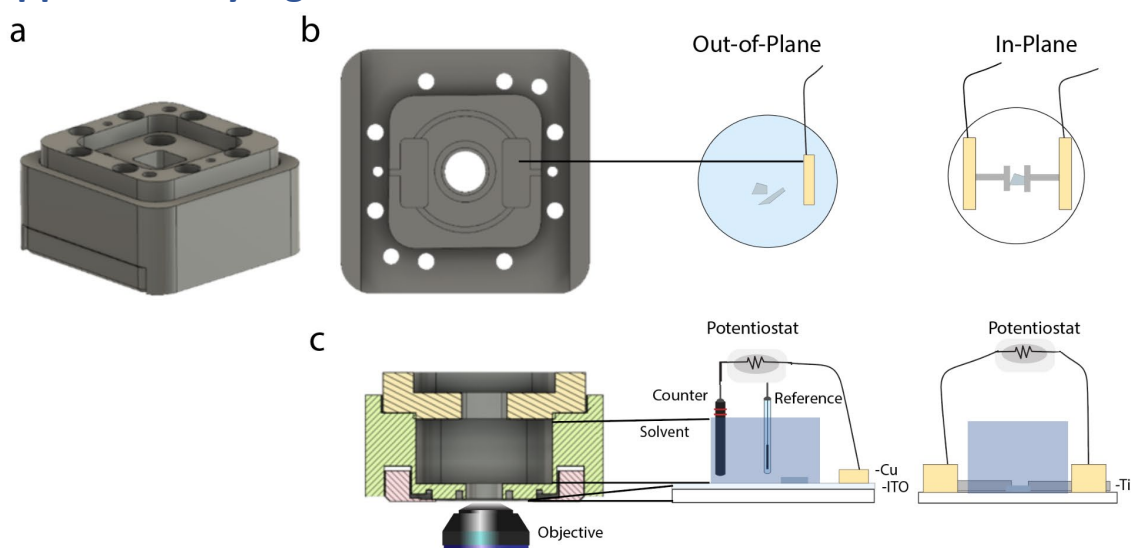 a
b
Out-of-Plane
In-Plane
c
Potentiostat
Potentiostat
Counter
Reference
Solvent
-Cu
-ITO
-Ti
Objective